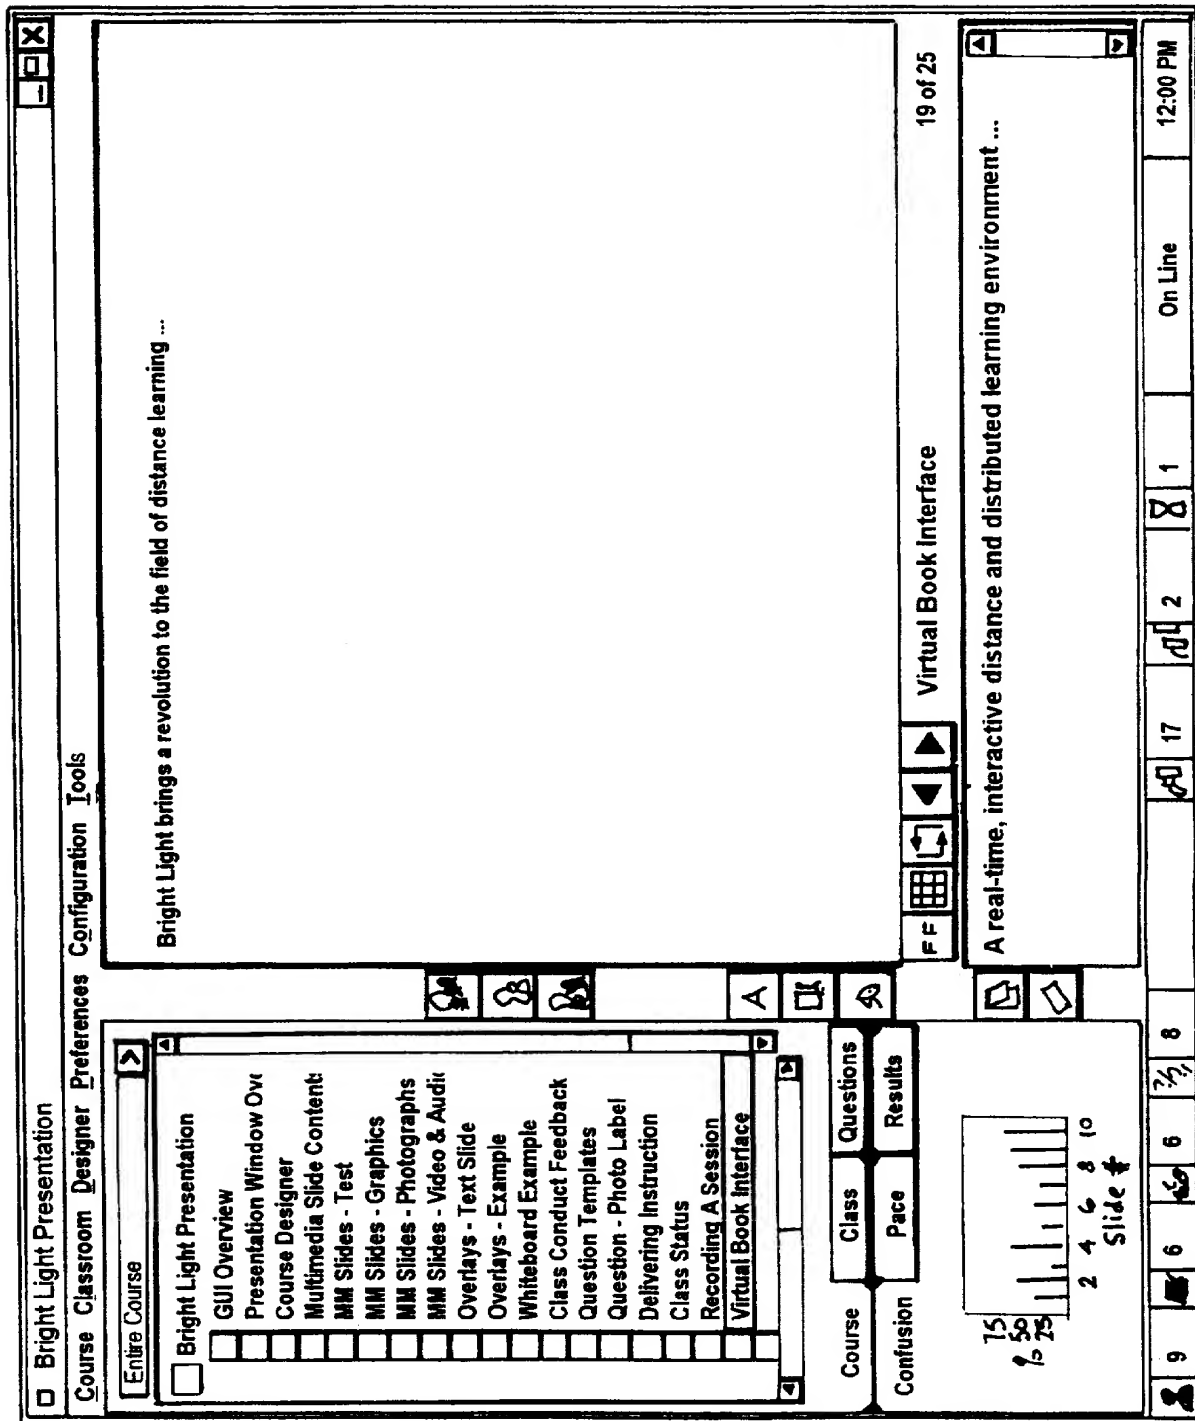 Bright Light Presentation
Course Classroom Designer Preferences Configuration Tools
Entire Course
Bright Light Presentation
GUI Overview
Presentation Window Ove
Course Designer
Multimedia Slide Content:
MM Slides - Test
MM Slides - Graphics
MM Slides - Photographs
MM Slides - Video & Audi
Overlays - Text Slide
Overlays - Example
Whiteboard Example
Class Conduct Feedback
Question Templates
Question - Photo Label
Delivering Instruction
Class Status
Recording A Session
Virtual Book Interface
Course Class Questions
Confusion Pace Results
75
% 50
25
2 4 6 8 10
Slide #
A
Bright Light brings a revolution to the field of distance learning ...
FF
Virtual Book Interface 19 of 25
A real-time, interactive distance and distributed learning environment ...
9 6 6 8 17 2 1 On Line 12:00 PM